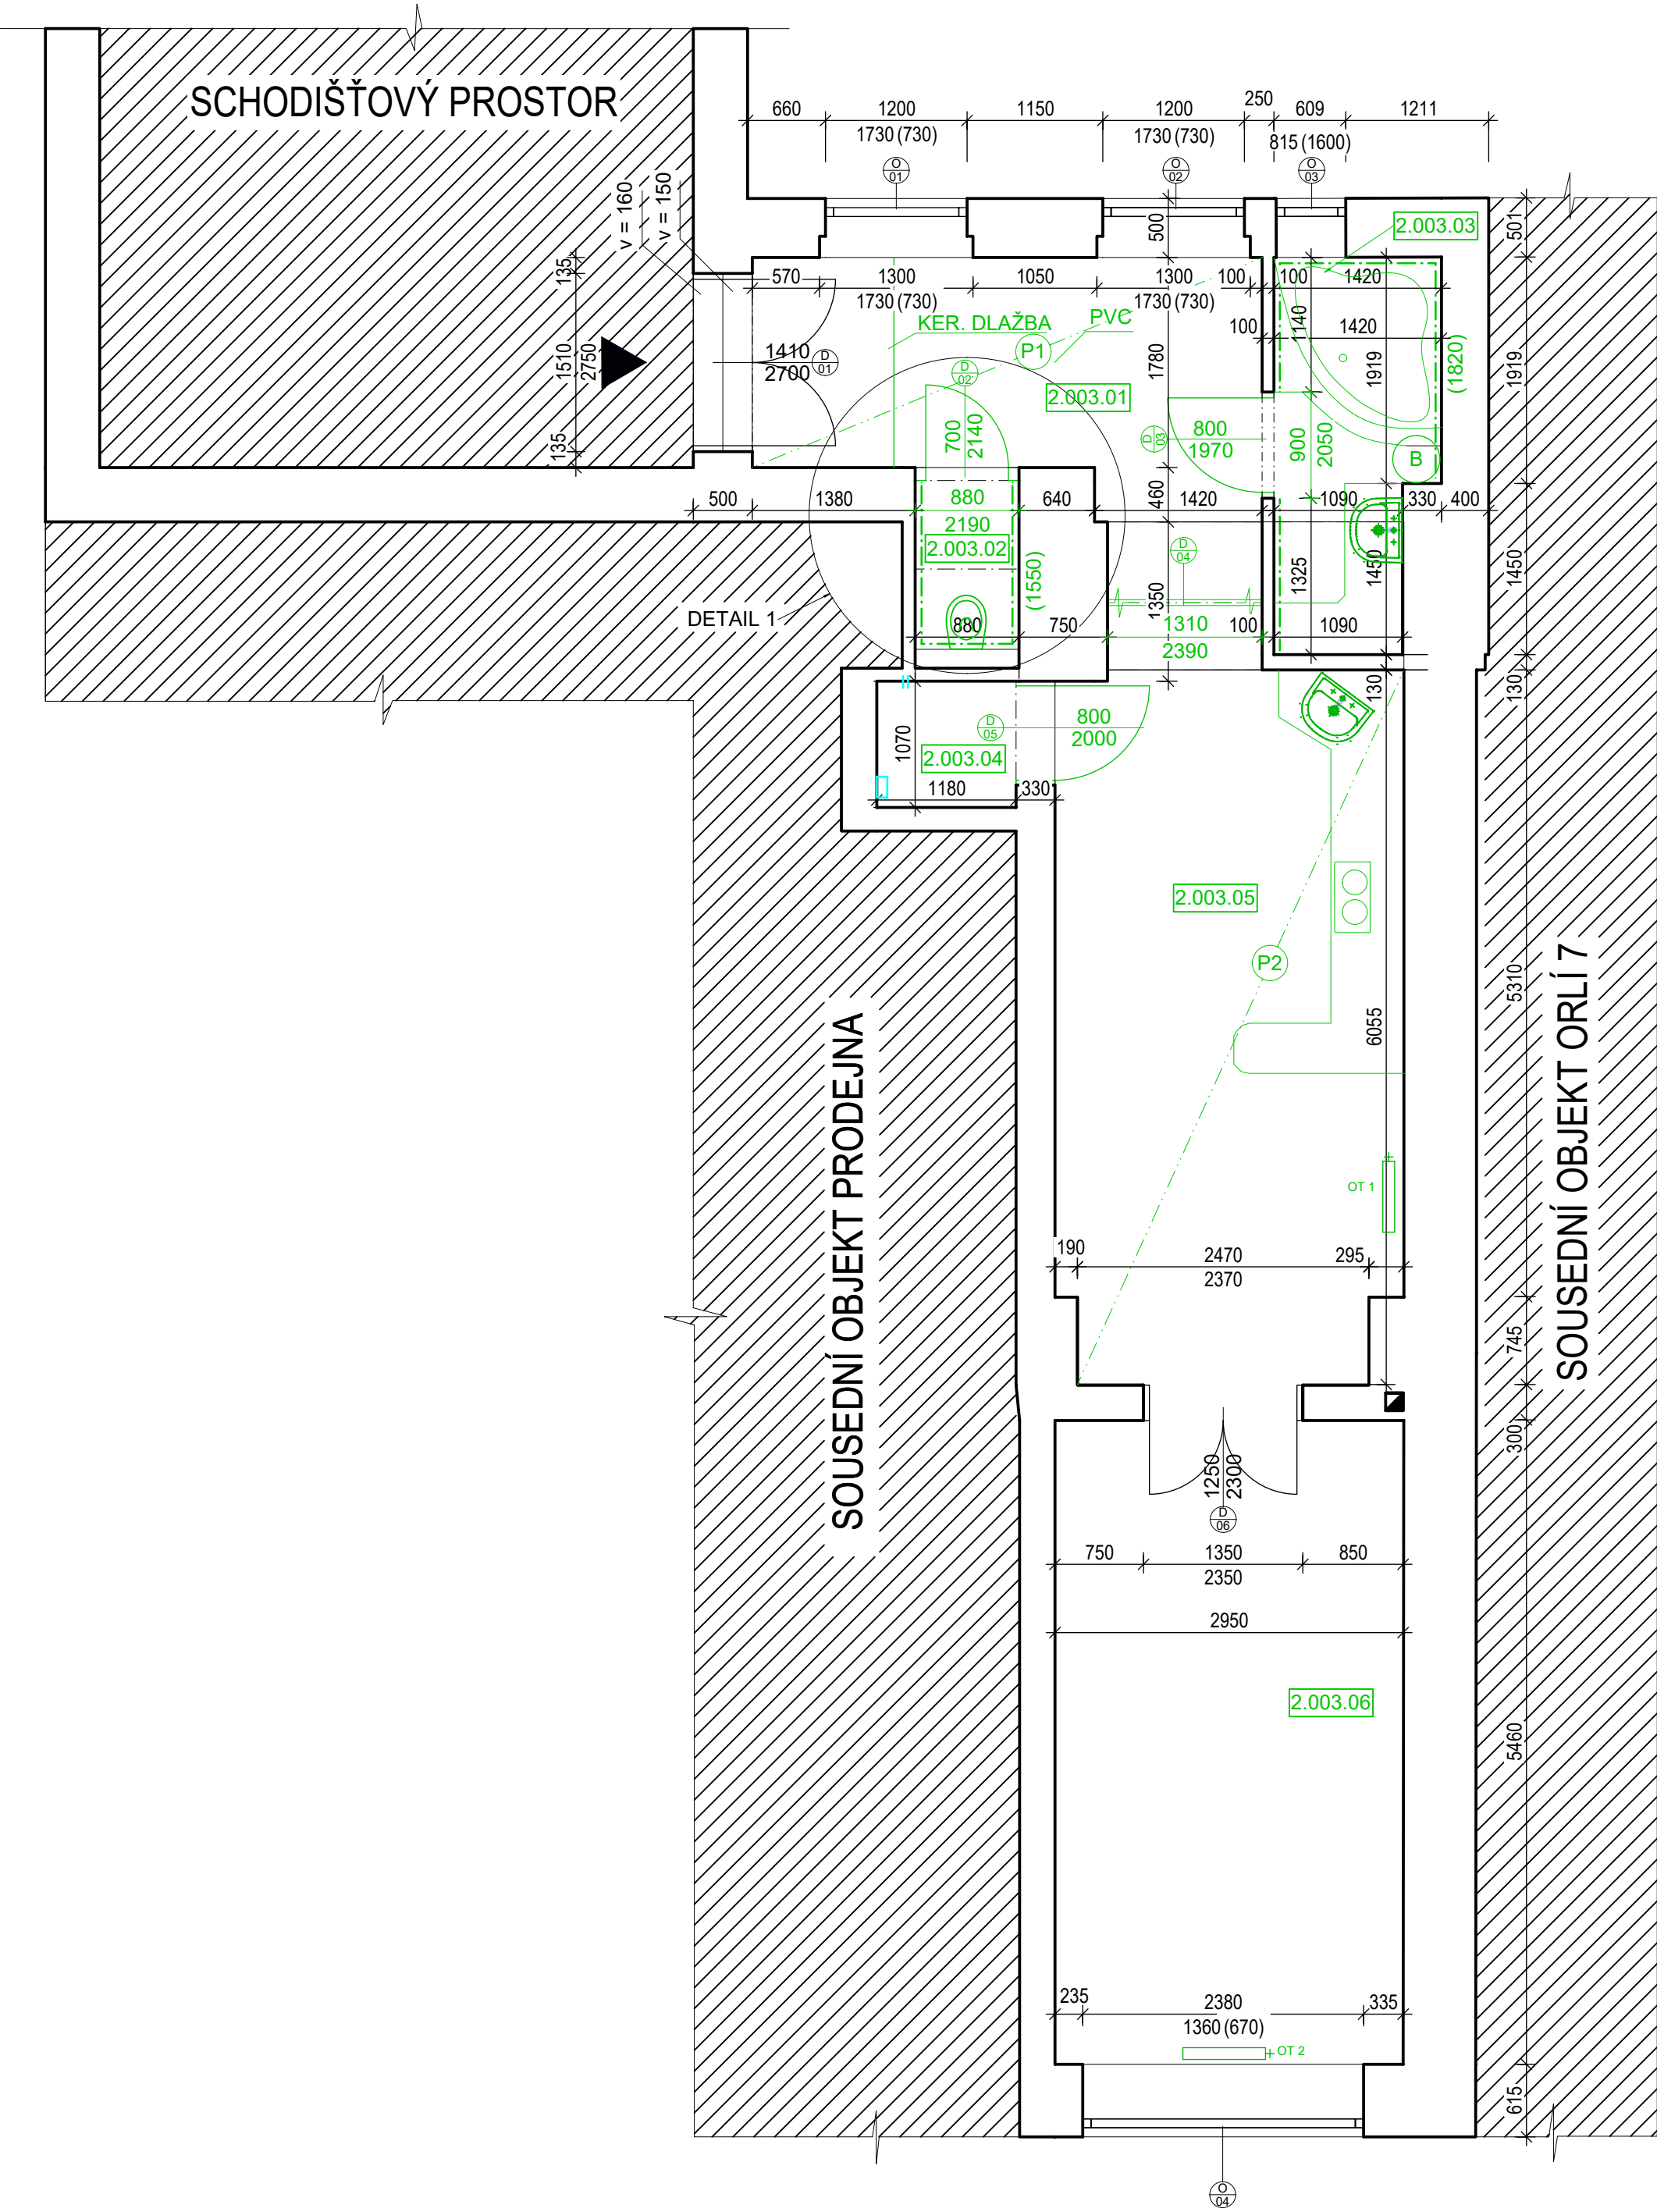 SCHODIŠŤOVÝ PROSTOR
660 1200 1150 1200 250 609 1211
1730 (730) 1730 (730) 815 (1600)
O 01
O 02
O 03
v = 160
v = 150
2.003.03
500
501
135
570 1300 1050 1300 100 100 1420
1730 (730) 1730 (730)
KER. DLAŽBA
PVC
P1
100
1140
1420
1510
2750
1410
2700
D 01
D 02
1780
1919
(1820)
1919
2.003.01
700
2140
D 03
800
1970
900
2050
B
135
500 1380 880 640 460 1420 1090 330 400
2190
2.003.02
D 04
(1550)
1350
1325
1450
1450
DETAIL 1
880 750 1310 100 1090
2390
130
130
1070
D 05
800
2000
2.003.04
1180 330
2.003.05
P2
5310
6055
SOUSEDNÍ OBJEKT PRODEJNA
SOUSEDNÍ OBJEKT ORLÍ 7
OT 1
190 2470 295
2370
745
300
1250
2300
D 06
750 1350 850
2350
2950
2.003.06
5460
235 2380 335
1360 (670)
OT 2
615
O 04